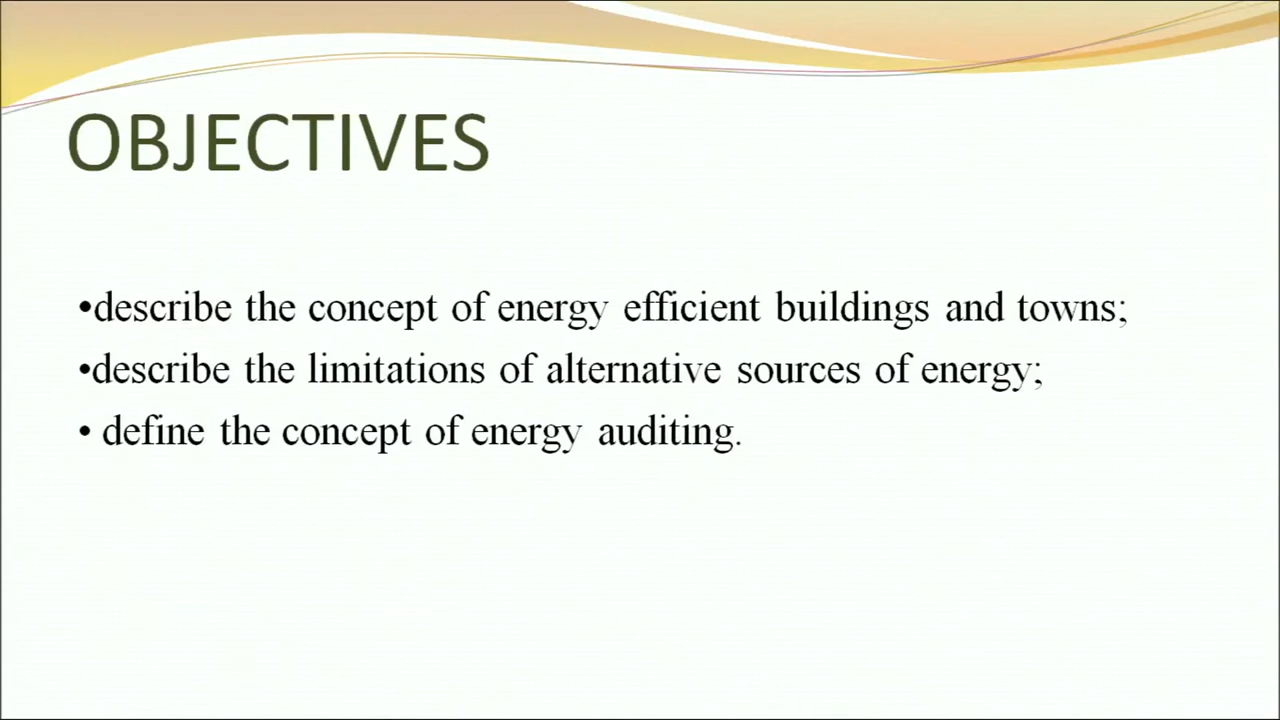 OBJECTIVES
•describe the concept of energy efficient buildings and towns;
•describe the limitations of alternative sources of energy;
• define the concept of energy auditing.